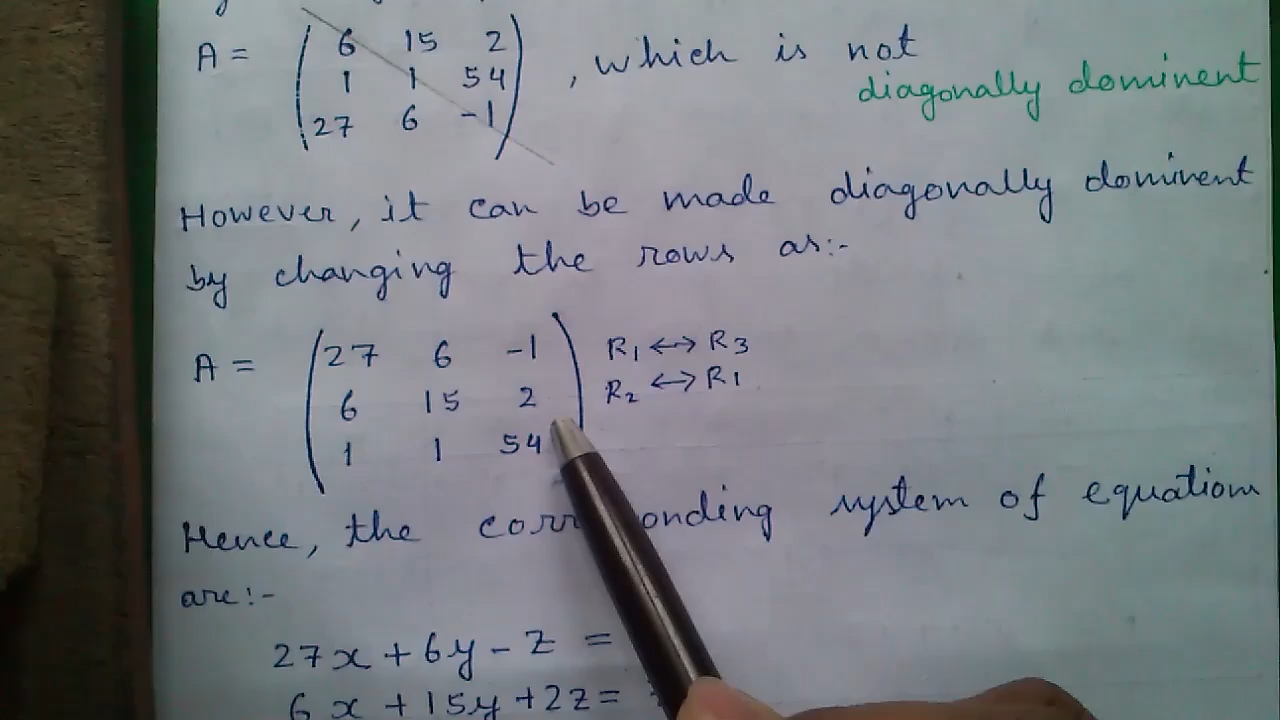 A = ( 6 15 2
1 1 54
27 6 -1 ) , which is not
diagonally dominent
However, it can be made diagonally dominent
by changing the rows as:-
A = ( 27 6 -1 R1 ↔ R3
6 15 2 ) R2 ↔ R1
1 1 54
Hence, the corr onding system of equations
are:-
27x + 6y - z =
6x + 15y + 2z =